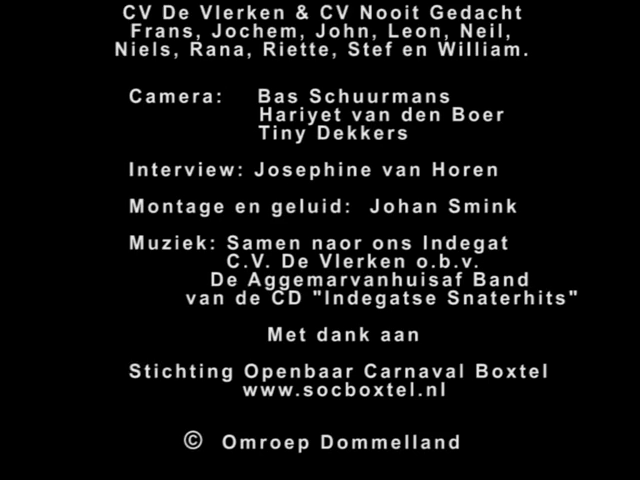 CV De Vlerken & CV Nooit Gedacht
Frans, Jochem, John, Leon, Neil,
Niels, Rana, Riette, Stef en William.
Camera: Bas Schuurmans
Hariyet van den Boer
Tiny Dekkers
Interview: Josephine van Horen
Montage en geluid: Johan Smink
Muziek: Samen naor ons Indegat
C.V. De Vlerken o.b.v.
De Aggemarvanhuisaf Band
van de CD "Indegatse Snaterhits"
Met dank aan
Stichting Openbaar Carnaval Boxtel
www.socboxtel.nl
© Omroep Dommelland